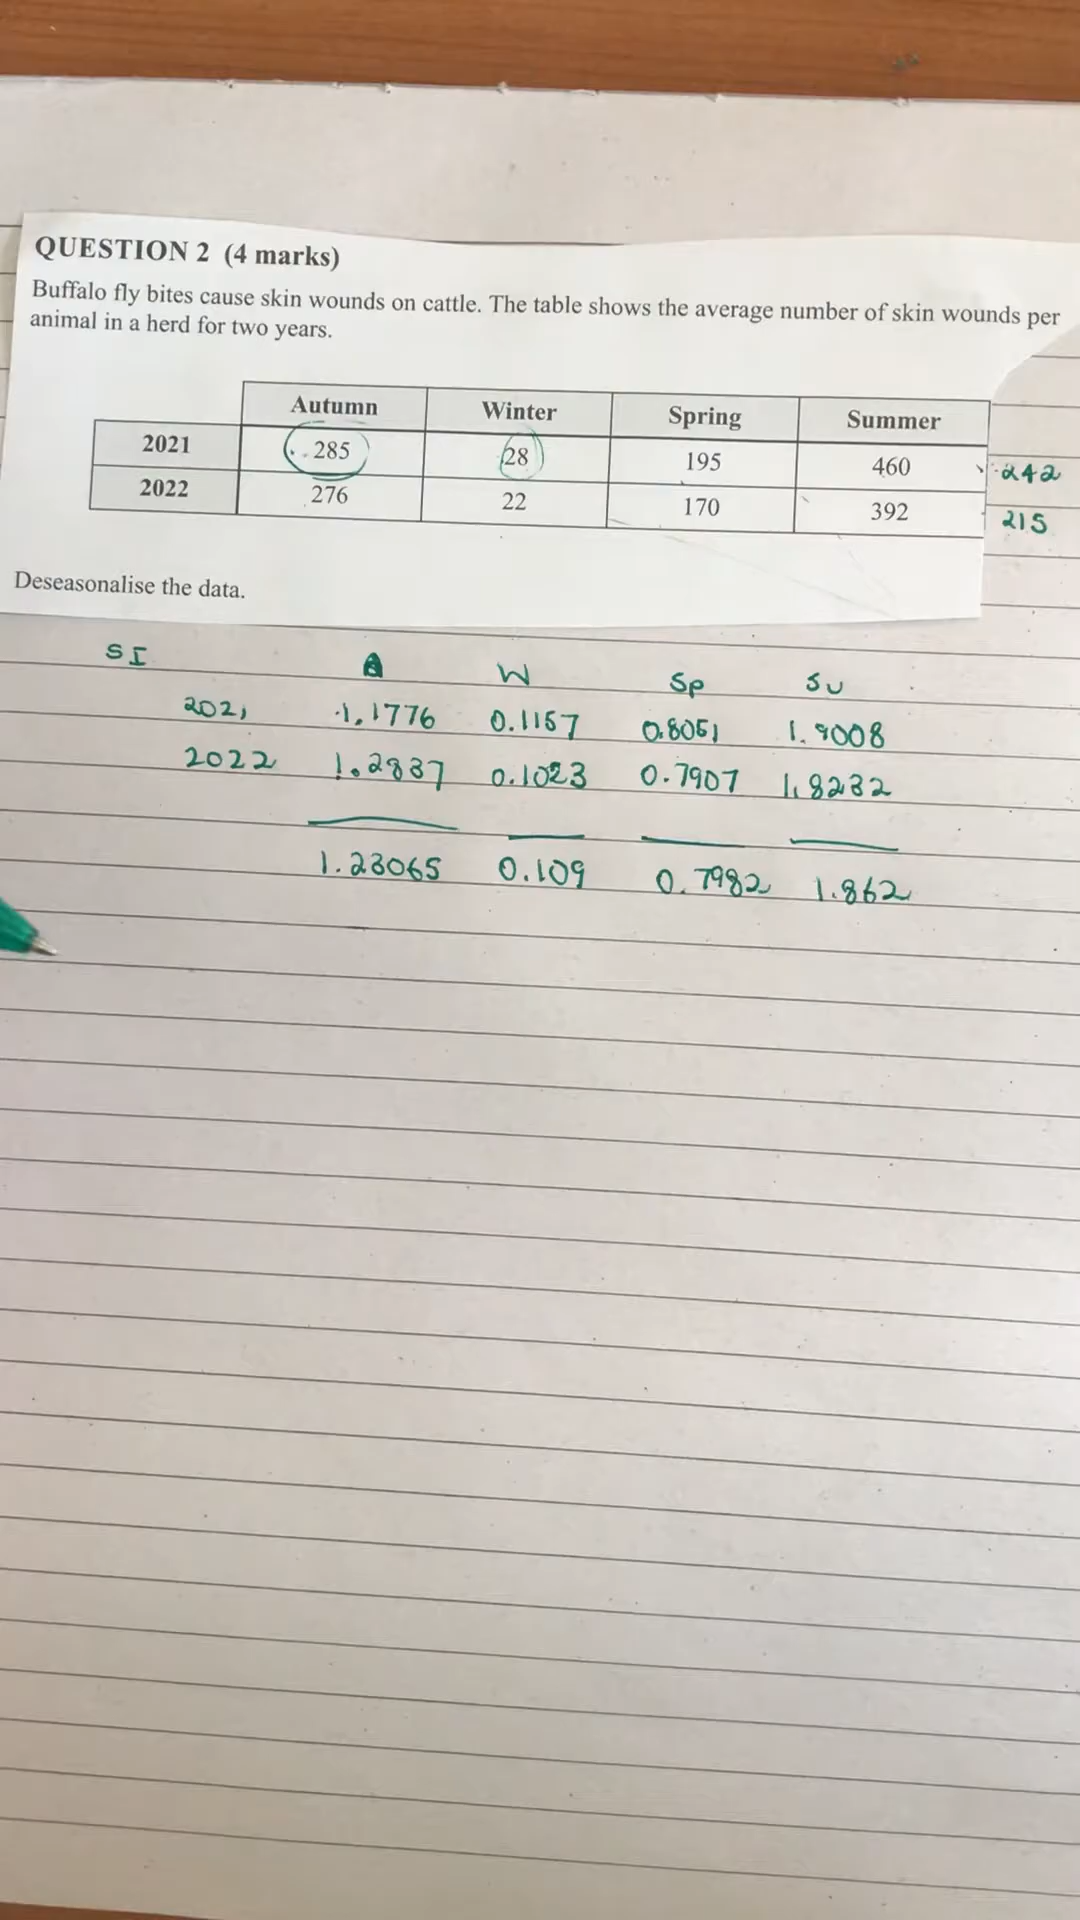 QUESTION 2 (4 marks)
Buffalo fly bites cause skin wounds on cattle. The table shows the average number of skin wounds per
animal in a herd for two years.
Autumn Winter Spring Summer
2021 285 28 195 460 242
2022 276 22 170 392 215
Deseasonalise the data.
SI A W Sp Su
2021 1.1776 0.1157 0.8051 1.9008
2022 1.2837 0.1023 0.7907 1.8232
1.23065 0.109 0.7982 1.862